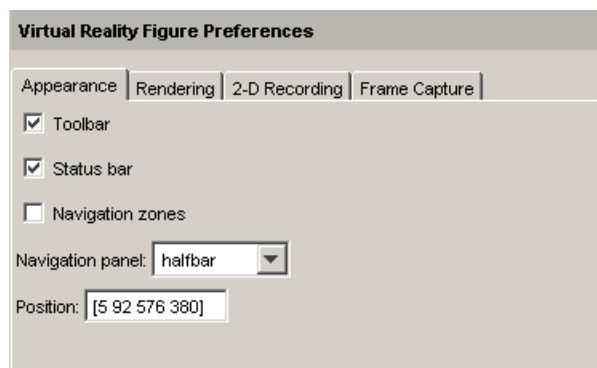 Virtual Reality Figure Preferences
Appearance Rendering 2-D Recording Frame Capture
Toolbar
Status bar
Navigation zones
Navigation panel: halfbar
Position: [5 92 576 380]